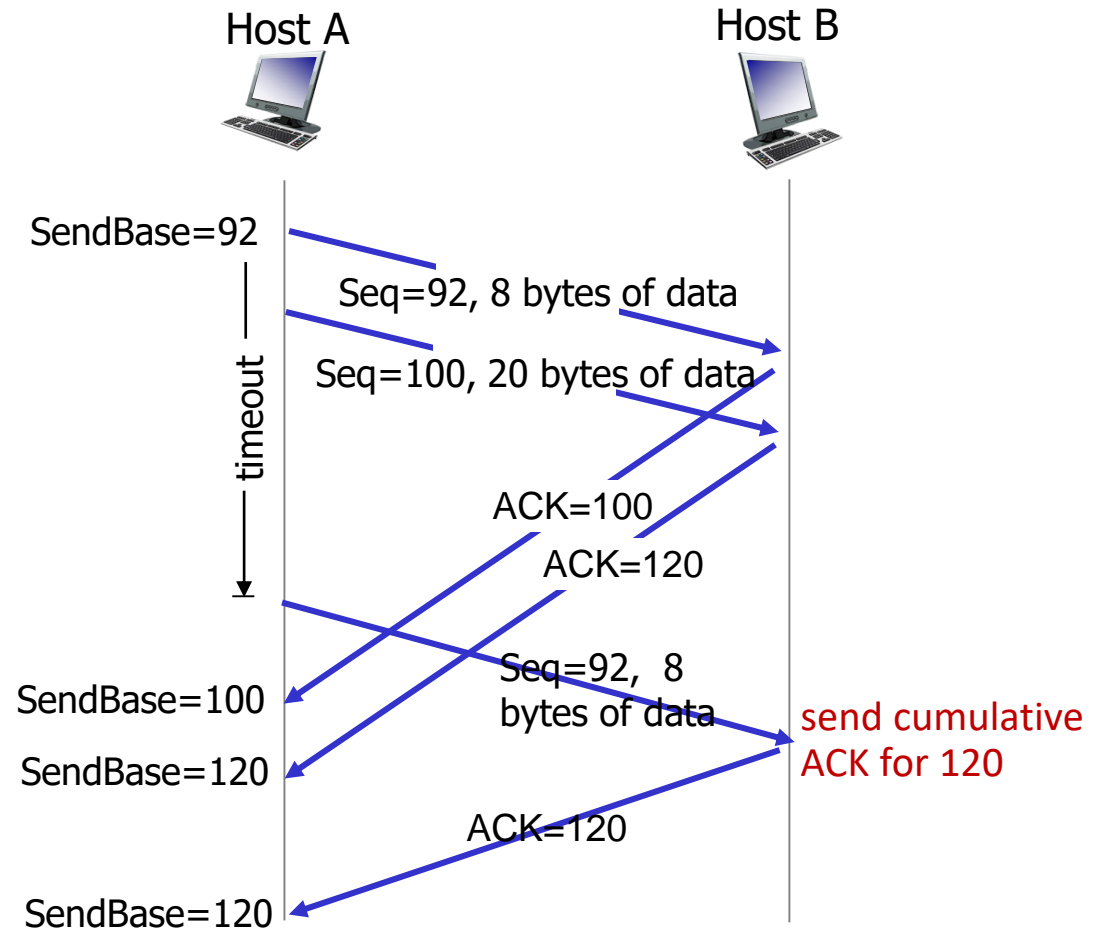 Host A
Host B
SendBase=92
Seq=92, 8 bytes of data
Seq=100, 20 bytes of data
timeout
ACK=100
ACK=120
Seq=92,  8
bytes of data
SendBase=100
send cumulative
ACK for 120
SendBase=120
ACK=120
SendBase=120